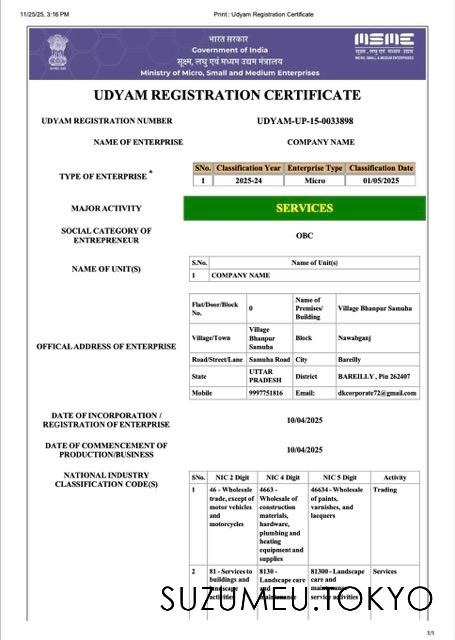 11/25/25, 3:16 PM Print : Udyam Registration Certificate
भारत सरकार
Government of India
सूक्ष्म, लघु एवं मध्यम उद्यम मंत्रालय
Ministry of Micro, Small and Medium Enterprises
MSME
MICRO, SMALL & MEDIUM ENTERPRISES
UDYAM REGISTRATION CERTIFICATE
UDYAM REGISTRATION NUMBER UDYAM-UP-15-0033898
NAME OF ENTERPRISE COMPANY NAME
TYPE OF ENTERPRISE *
SNo. Classification Year Enterprise Type Classification Date
1 2025-24 Micro 01/05/2025
MAJOR ACTIVITY SERVICES
SOCIAL CATEGORY OF
ENTREPRENEUR
OBC
NAME OF UNIT(S)
S.No. Name of Unit(s)
1 COMPANY NAME
OFFICAL ADDRESS OF ENTERPRISE
Flat/Door/Block No. 0 Name of Premises/ Building Village Bhanpur Samuha
Village/Town Village Bhanpur Samuha Block Nawabganj
Road/Street/Lane Samuha Road City Bareilly
State UTTAR PRADESH District BAREILLY , Pin 262407
Mobile 9997751816 Email: dkcorporate72@gmail.com
DATE OF INCORPORATION /
REGISTRATION OF ENTERPRISE
10/04/2025
DATE OF COMMENCEMENT OF
PRODUCTION/BUSINESS
10/04/2025
NATIONAL INDUSTRY
CLASSIFICATION CODE(S)
SNo. NIC 2 Digit NIC 4 Digit NIC 5 Digit Activity
1 46 - Wholesale trade, except of motor vehicles and motorcycles 4663 - Wholesale of construction materials, hardware, plumbing and heating equipment and supplies 46634 - Wholesale of paints, varnishes, and lacquers Trading
2 81 - Services to buildings and landscape activities 8130 - Landscape care and maintenance 81300 - Landscape care and maintenance service activities Services
SUZUMEU.TOKYO
1/1